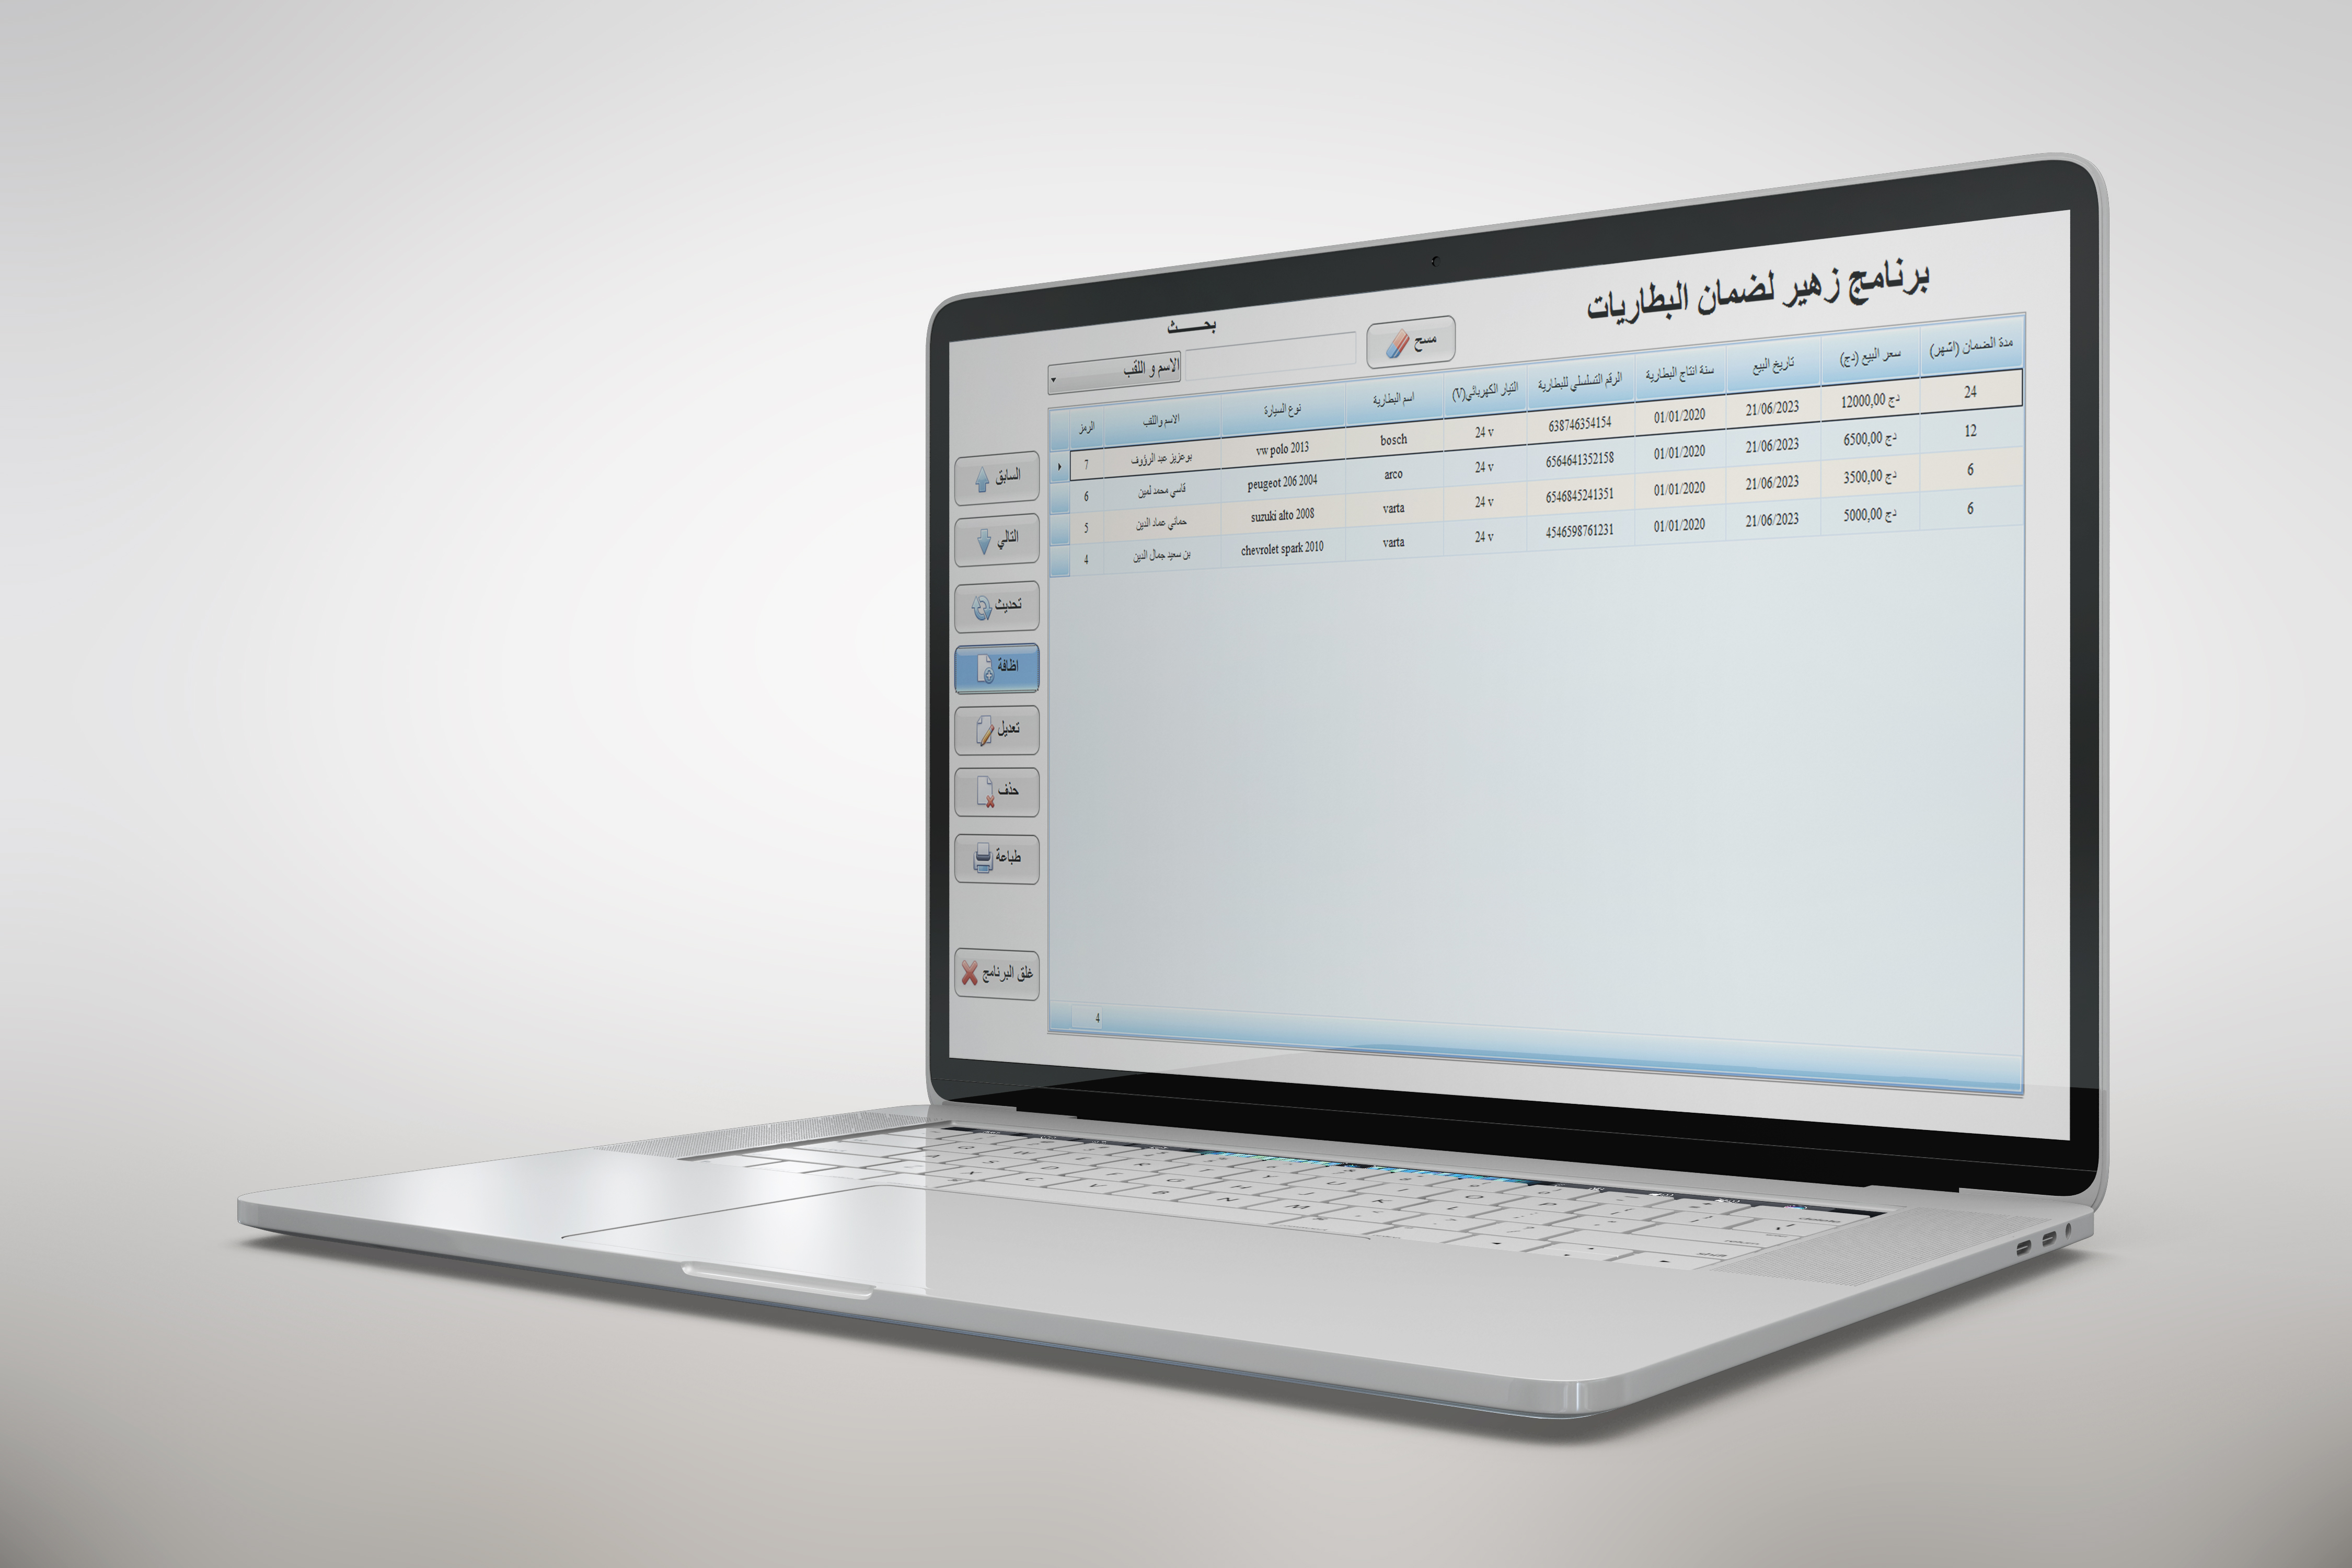 برنامج زهير لضمان البطاريات
بحـــــث
الاسم و اللقب
مسح
الرمز الاسم واللقب نوع السيارة اسم البطارية التيار الكهربائي(V) الرقم التسلسلي للبطارية سنة انتاج البطارية تاريخ البيع سعر البيع (دج) مدة الضمان (اشهر)
7 بوعزيز عبد الرؤوف vw polo 2013 bosch 24 v 638746354154 01/01/2020 21/06/2023 دج 12000,00 24
6 قاسي محمد لمين peugeot 206 2004 arco 24 v 6564641352158 01/01/2020 21/06/2023 دج 6500,00 12
5 حماني عماد الدين suzuki alto 2008 varta 24 v 6546845241351 01/01/2020 21/06/2023 دج 3500,00 6
4 بن سعيد جمال الدين chevrolet spark 2010 varta 24 v 4546598761231 01/01/2020 21/06/2023 دج 5000,00 6
السابق
التالي
تحديث
اظافة
تعديل
حذف
طباعة
غلق البرنامج
4